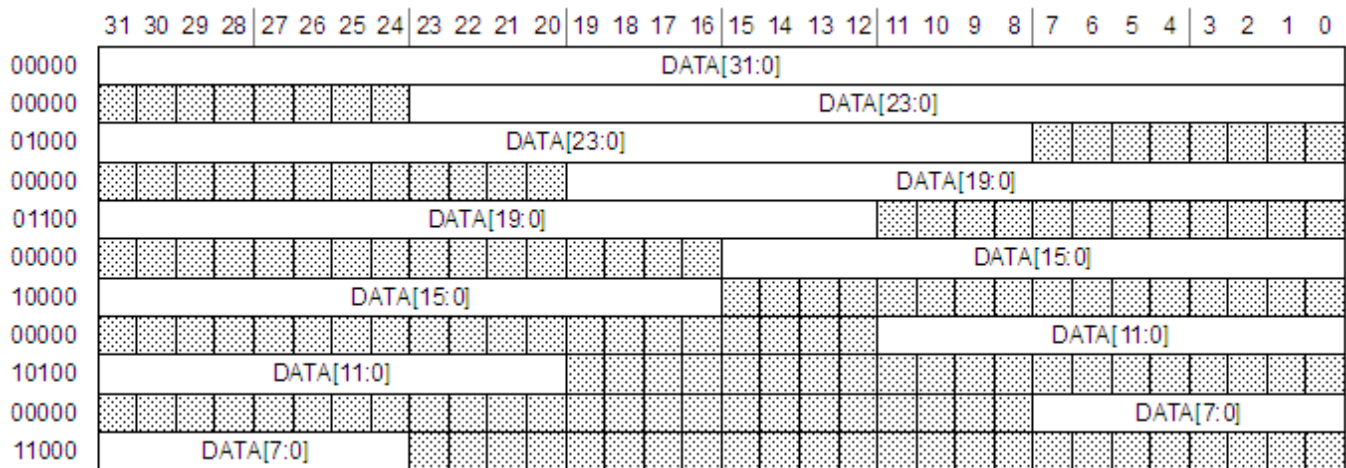 31 30 29 28 27 26 25 24 23 22 21 20 19 18 17 16 15 14 13 12 11 10 9 8 7 6 5 4 3 2 1 0
00000 DATA[31:0]
00000 DATA[23:0]
01000 DATA[23:0]
00000 DATA[19:0]
01100 DATA[19:0]
00000 DATA[15:0]
10000 DATA[15:0]
00000 DATA[11:0]
10100 DATA[11:0]
00000 DATA[7:0]
11000 DATA[7:0]